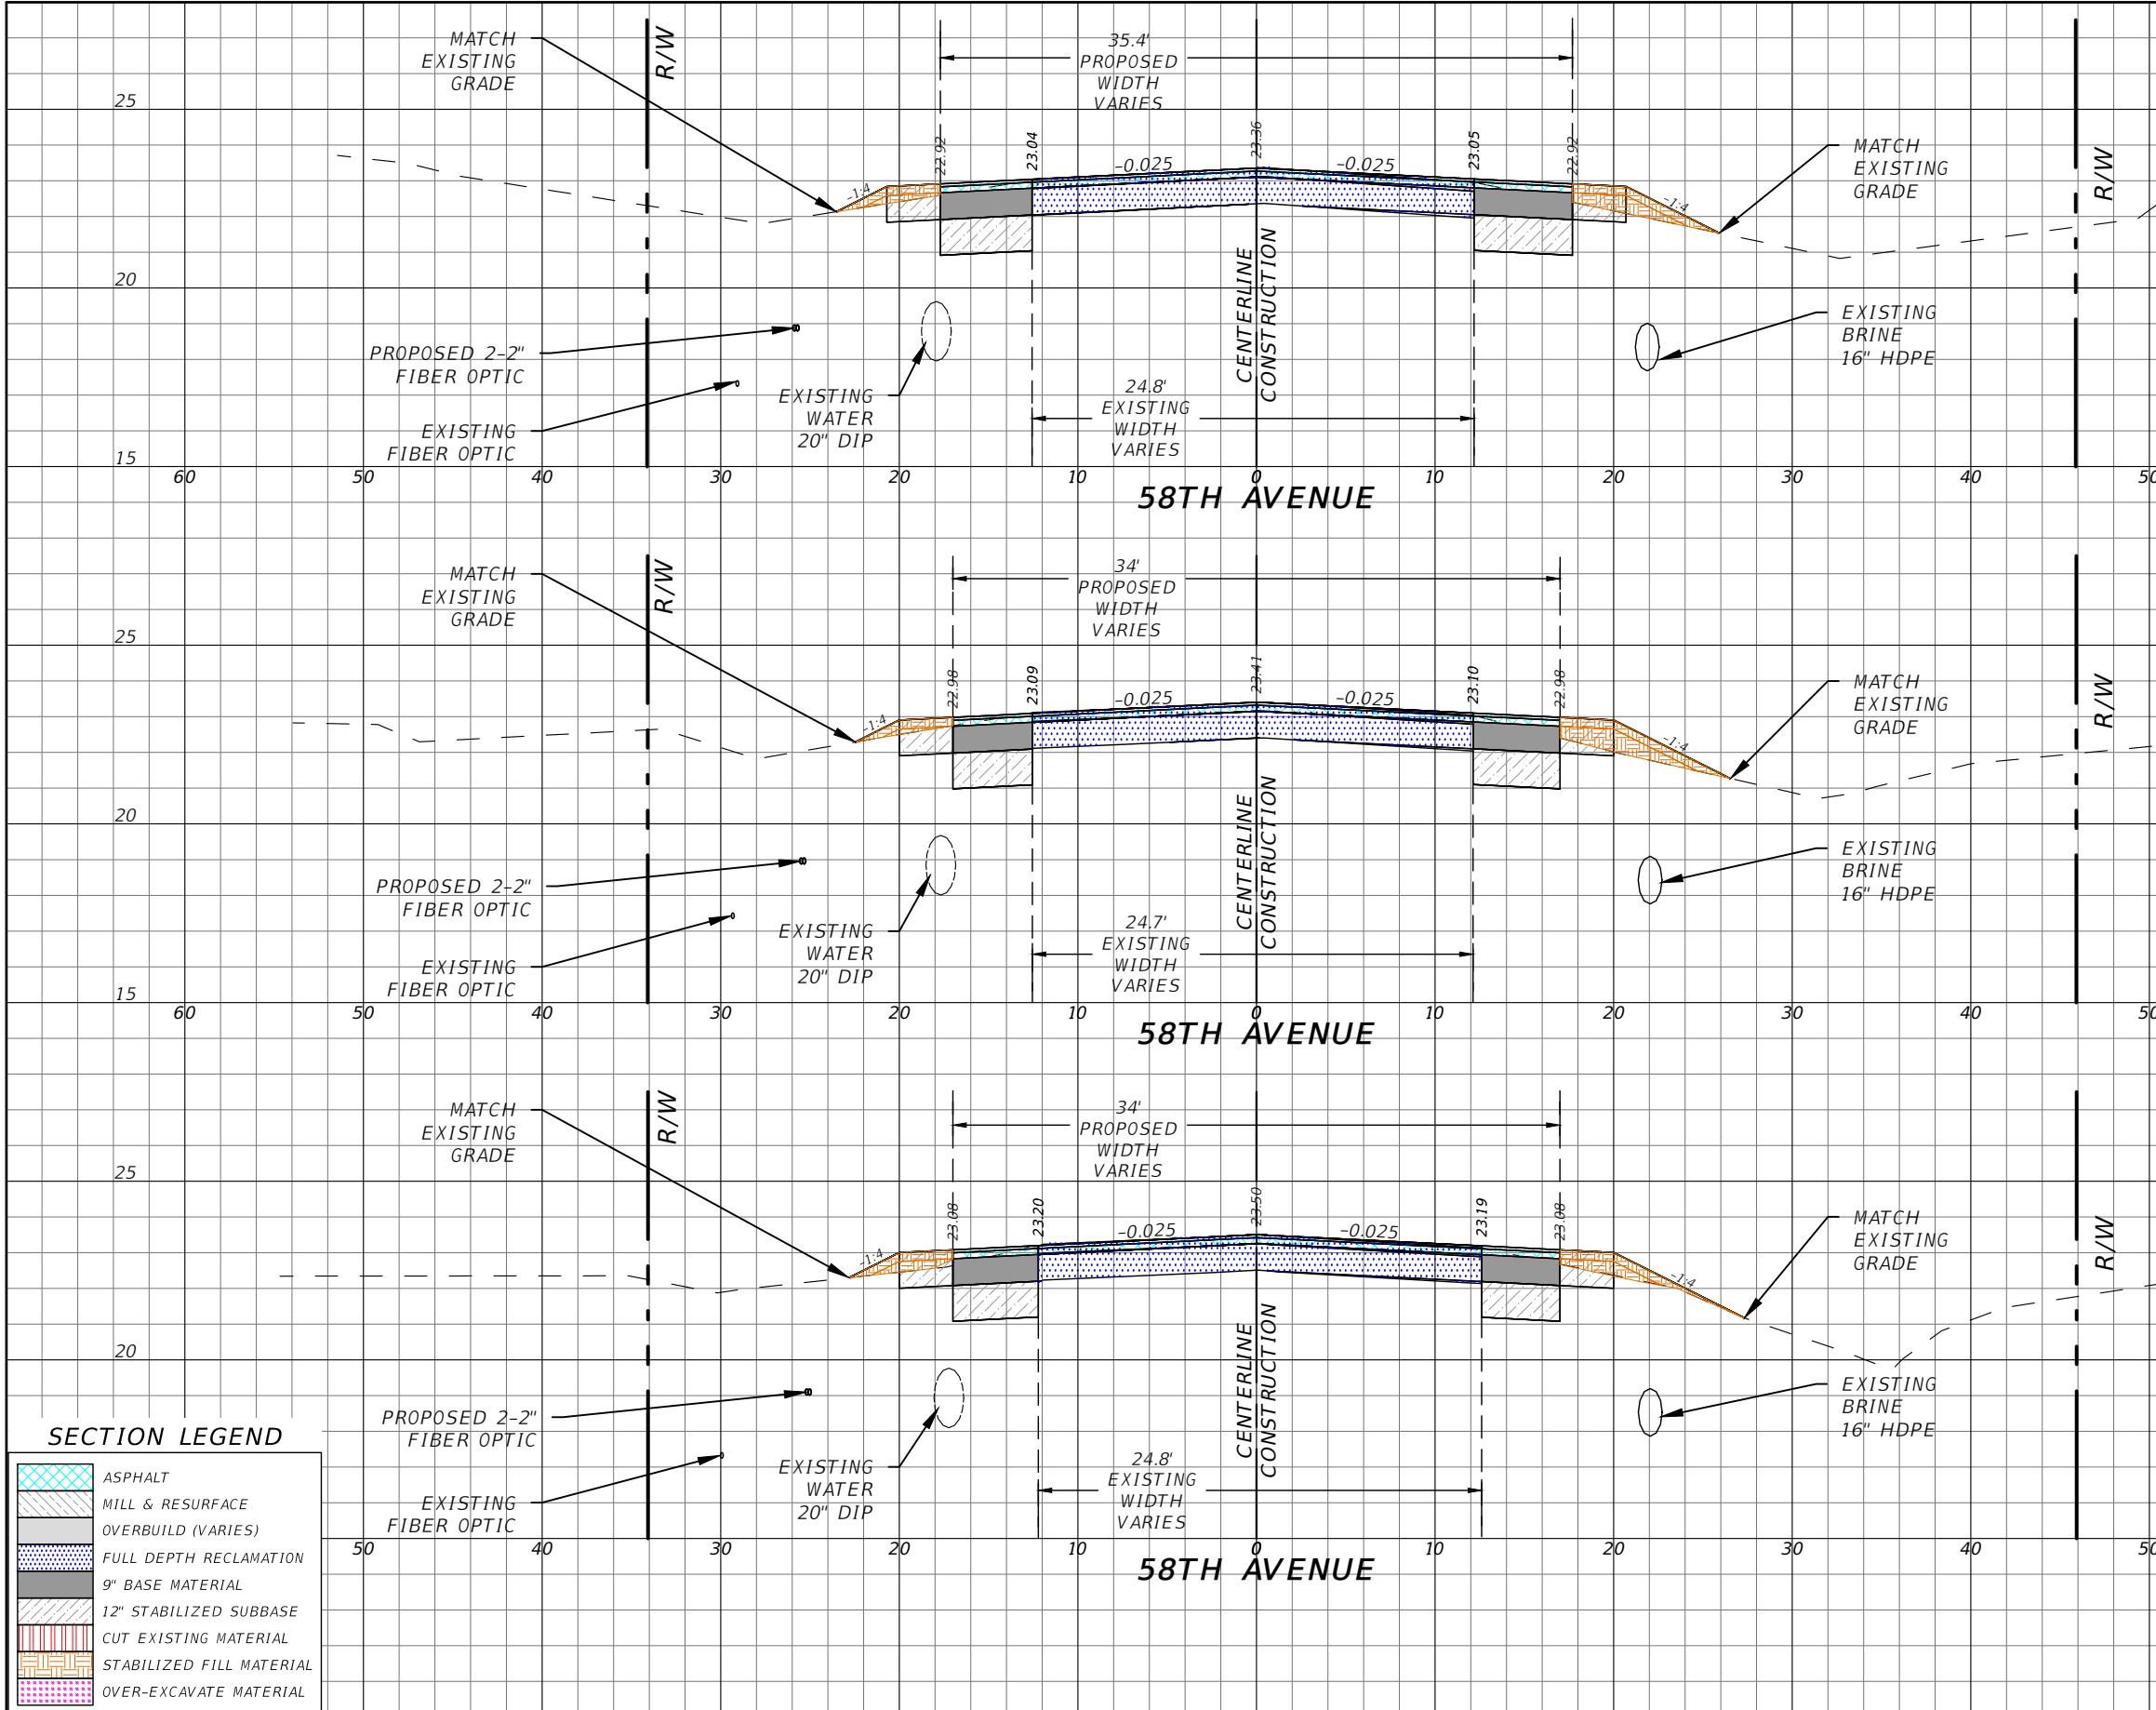 MATCH
EXISTING
GRADE
R/W
35.4'
PROPOSED
WIDTH
VARIES
25
22.92
23.04
23.36
23.05
22.92
-1:4
-0.025
-0.025
-1:4
MATCH
EXISTING
GRADE
R/W
20
PROPOSED 2-2"
FIBER OPTIC
EXISTING
FIBER OPTIC
EXISTING
WATER
20" DIP
CENTERLINE
CONSTRUCTION
24.8'
EXISTING
WIDTH
VARIES
EXISTING
BRINE
16" HDPE
15
60 50 40 30 20 10 0 10 20 30 40 50
58TH AVENUE
MATCH
EXISTING
GRADE
R/W
34'
PROPOSED
WIDTH
VARIES
25
22.98
23.09
23.41
23.10
22.98
-1:4
-0.025
-0.025
-1:4
MATCH
EXISTING
GRADE
R/W
20
PROPOSED 2-2"
FIBER OPTIC
EXISTING
FIBER OPTIC
EXISTING
WATER
20" DIP
CENTERLINE
CONSTRUCTION
24.7'
EXISTING
WIDTH
VARIES
EXISTING
BRINE
16" HDPE
15
60 50 40 30 20 10 0 10 20 30 40 50
58TH AVENUE
MATCH
EXISTING
GRADE
R/W
34'
PROPOSED
WIDTH
VARIES
25
23.08
23.20
23.50
23.19
23.08
-1:4
-0.025
-0.025
-1:4
MATCH
EXISTING
GRADE
R/W
20
PROPOSED 2-2"
FIBER OPTIC
EXISTING
FIBER OPTIC
EXISTING
WATER
20" DIP
CENTERLINE
CONSTRUCTION
24.8'
EXISTING
WIDTH
VARIES
EXISTING
BRINE
16" HDPE
50 40 30 20 10 0 10 20 30 40 50
58TH AVENUE
SECTION LEGEND
ASPHALT
MILL & RESURFACE
OVERBUILD (VARIES)
FULL DEPTH RECLAMATION
9" BASE MATERIAL
12" STABILIZED SUBBASE
CUT EXISTING MATERIAL
STABILIZED FILL MATERIAL
OVER-EXCAVATE MATERIAL